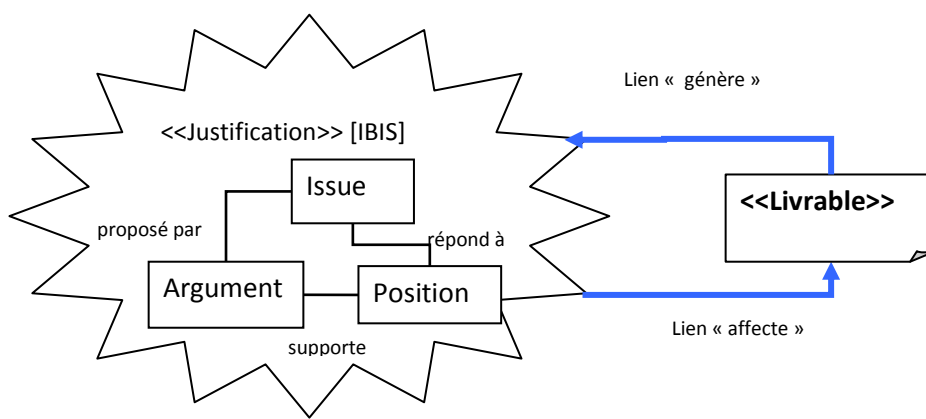 Lien « génère »
<<Justification>> [IBIS]
Issue
<<Livrable>>
proposé par
répond à
Argument
Position
Lien « affecte »
supporte